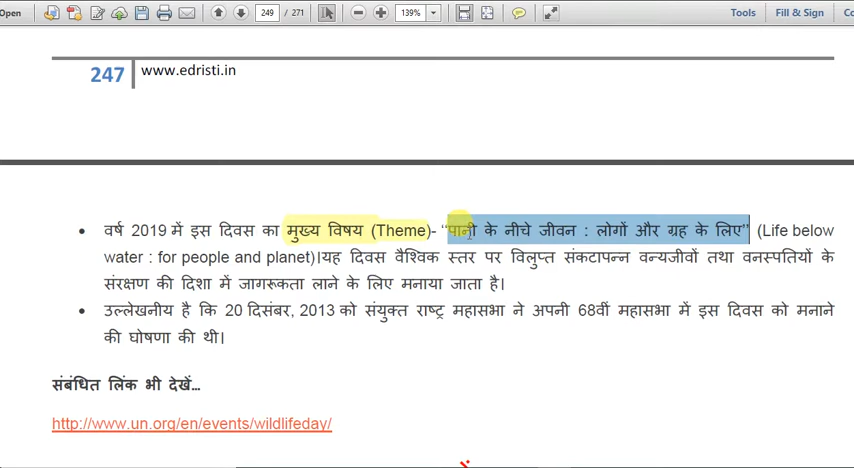 Open 249 / 271 139% Tools Fill & Sign Comment
247 www.edristi.in
• वर्ष 2019 में इस दिवस का मुख्य विषय (Theme)- “पानी के नीचे जीवन : लोगों और ग्रह के लिए” (Life below
water : for people and planet)।यह दिवस वैश्विक स्तर पर विलुप्त संकटापन्न वन्यजीवों तथा वनस्पतियों के
संरक्षण की दिशा में जागरूकता लाने के लिए मनाया जाता है।
• उल्लेखनीय है कि 20 दिसंबर, 2013 को संयुक्त राष्ट्र महासभा ने अपनी 68वीं महासभा में इस दिवस को मनाने
की घोषणा की थी।
संबंधित लिंक भी देखें...
http://www.un.org/en/events/wildlifeday/